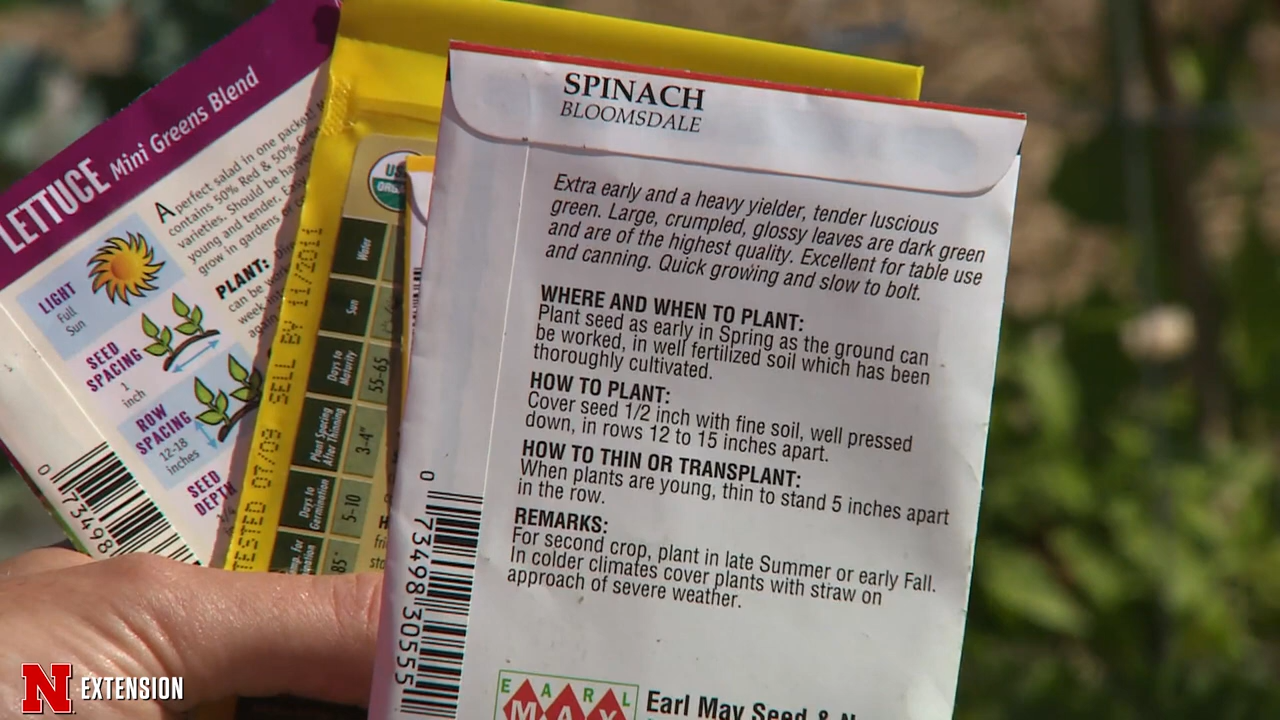 LETTUCE Mini Greens Blend
A perfect salad in one packet!
contains 50% Red & 50%
varieties. Should be
young and tender. Easy
grow in gardens or
PLANT:
can be
LIGHT
Full
Sun
SEED
SPACING
1
inch
ROW
SPACING
12-18
inches
SEED
DEPTH
0
73498
TESTED 07/09 SELL BY 11/2011
Water
Sun
Days to
Maturity
55-65
Plant Spacing
After Thinning
3-4"
Days to
Germination
5-10
85°
SPINACH
BLOOMSDALE
Extra early and a heavy yielder, tender luscious
green. Large, crumpled, glossy leaves are dark green
and are of the highest quality. Excellent for table use
and canning. Quick growing and slow to bolt.
WHERE AND WHEN TO PLANT:
Plant seed as early in Spring as the ground can
be worked, in well fertilized soil which has been
thoroughly cultivated.
HOW TO PLANT:
Cover seed 1/2 inch with fine soil, well pressed
down, in rows 12 to 15 inches apart.
HOW TO THIN OR TRANSPLANT:
When plants are young, thin to stand 5 inches apart
in the row.
REMARKS:
For second crop, plant in late Summer or early Fall.
In colder climates cover plants with straw on
approach of severe weather.
0 73498 30555
EARL
MAY
Earl May Seed & N
N EXTENSION